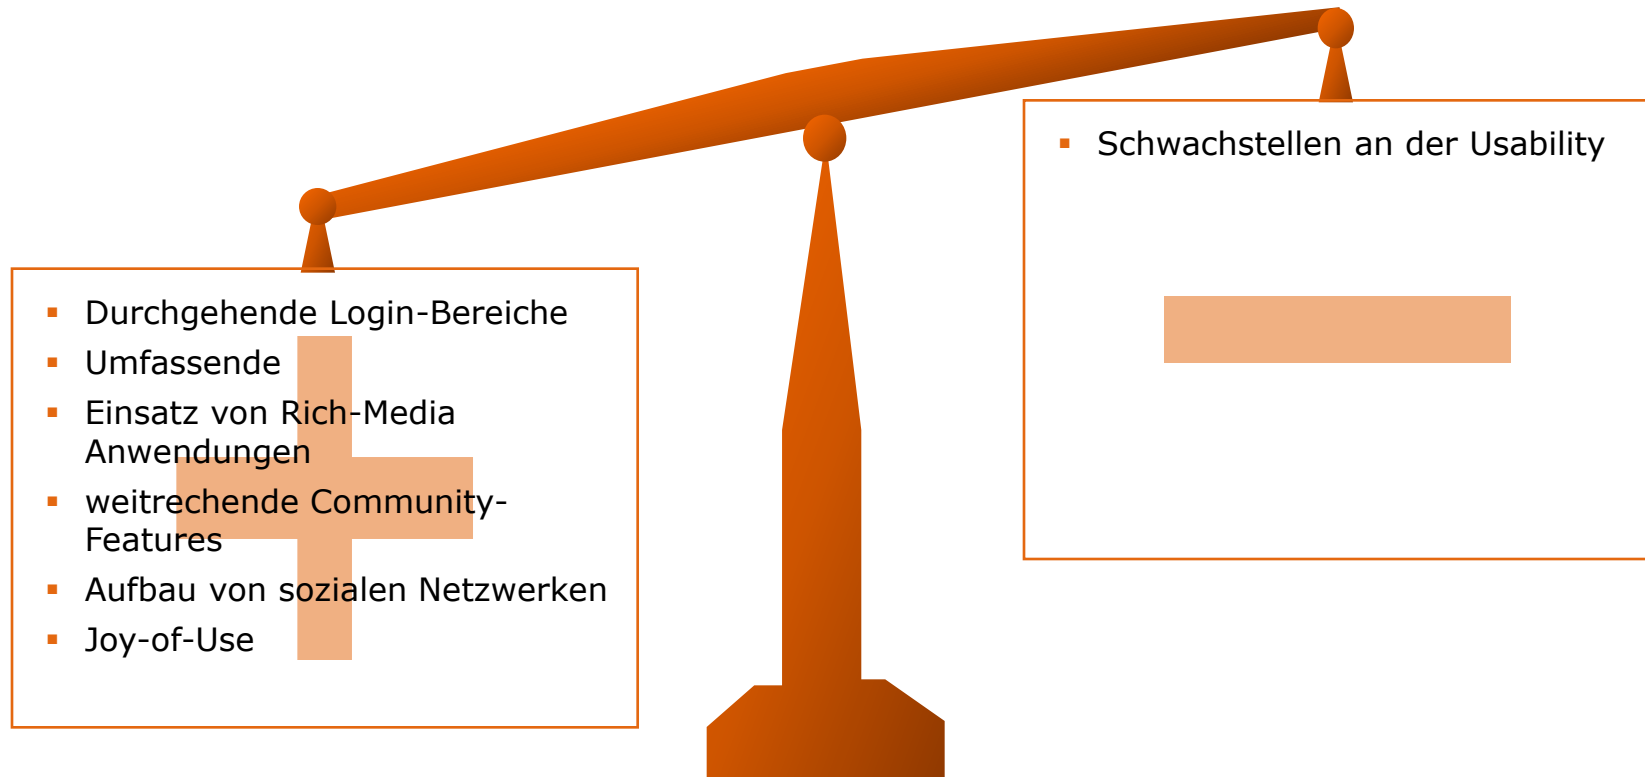 Durchgehende Login-Bereiche
Umfassende
Einsatz von Rich-Media
Anwendungen
weitrechende Community-
Features
Aufbau von sozialen Netzwerken
Joy-of-Use
Schwachstellen an der Usability